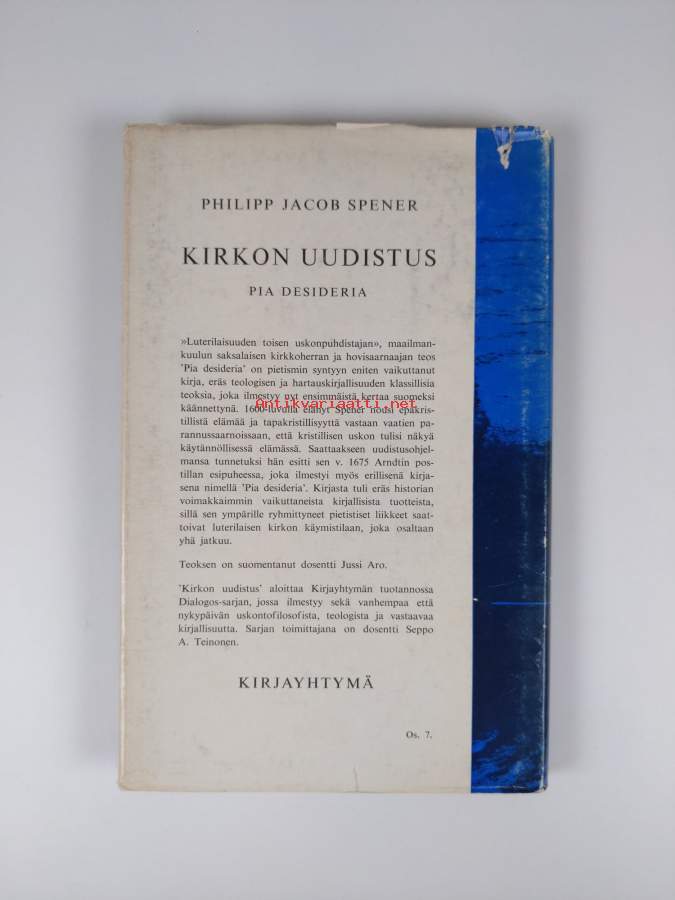 PHILIPP JACOB SPENER
KIRKON UUDISTUS
PIA DESIDERIA
»Luterilaisuuden toisen uskonpuhdistajan», maailman-
kuulun saksalaisen kirkkoherran ja hovisaarnaajan teos
'Pia desideria' on pietismin syntyyn eniten vaikuttanut
kirja, eräs teologisen ja hartauskirjallisuuden klassillisia
teoksia, joka ilmestyy nyt ensimmäistä kertaa suomeksi
Antikvariaatti.net
käännettynä. 1600-luvulla elänyt Spener nousi epäkris-
tillistä elämää ja tapakristillisyyttä vastaan vaatien pa-
rannussaarnoissaan, että kristillisen uskon tulisi näkyä
käytännöllisessä elämässä. Saattaakseen uudistusohjel-
mansa tunnetuksi hän esitti sen v. 1675 Arndtin pos-
tillan esipuheessa, joka ilmestyi myös erillisenä kirja-
sena nimellä 'Pia desideria'. Kirjasta tuli eräs historian
voimakkaimmin vaikuttaneista kirjallisista tuotteista,
sillä sen ympärille ryhmittyneet pietistiset liikkeet saat-
toivat luterilaisen kirkon käymistilaan, joka osaltaan
yhä jatkuu.
Teoksen on suomentanut dosentti Jussi Aro.
'Kirkon uudistus' aloittaa Kirjayhtymän tuotannossa
Dialogos-sarjan, jossa ilmestyy sekä vanhempaa että
nykypäivän uskontofilosofista, teologista ja vastaavaa
kirjallisuutta. Sarjan toimittajana on dosentti Seppo
A. Teinonen.
KIRJAYHTYMÄ
Os. 7.